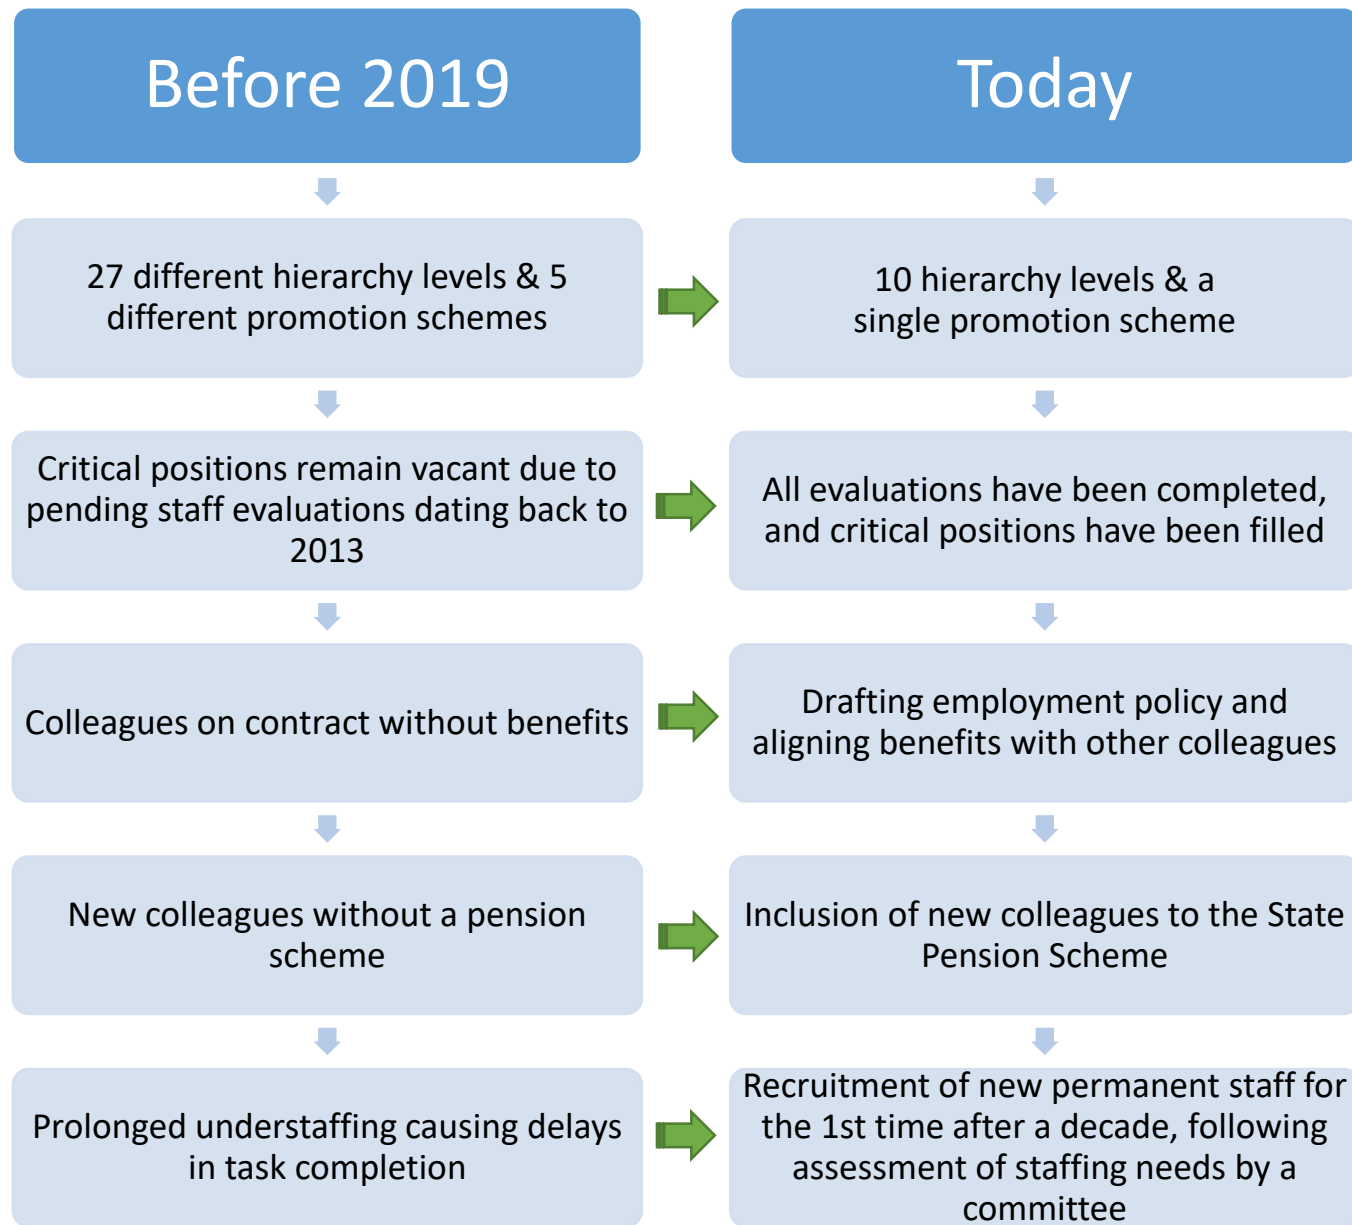 Before 2019
Today
27 different hierarchy levels & 5
different promotion schemes
10 hierarchy levels & a
single promotion scheme
Critical positions remain vacant due to
pending staff evaluations dating back to
2013
All evaluations have been completed,
and critical positions have been filled
Colleagues on contract without benefits
Drafting employment policy and
aligning benefits with other colleagues
New colleagues without a pension
scheme
Inclusion of new colleagues to the State
Pension Scheme
Prolonged understaffing causing delays
in task completion
Recruitment of new permanent staff for
the 1st time after a decade, following
assessment of staffing needs by a
committee